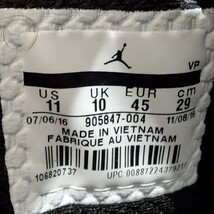 VP
US UK EUR cm
11 10 45 29
07/06/16 905847-004 11/08/16
MADE IN VIETNAM
FABRIQUE AU VIETNAM
106820737
UPC